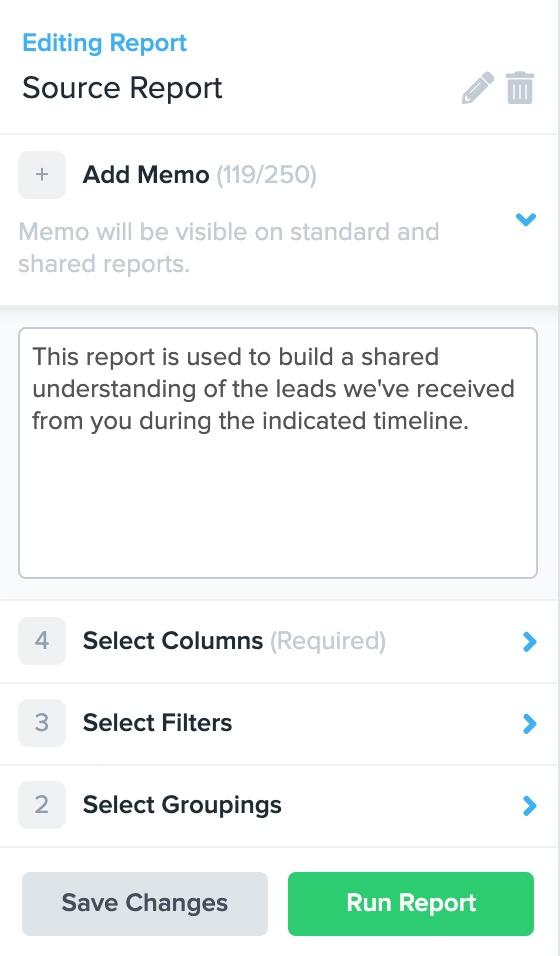 Editing Report
Source Report
+ Add Memo (119/250)
Memo will be visible on standard and
shared reports.
This report is used to build a shared
understanding of the leads we've received
from you during the indicated timeline.
4 Select Columns (Required)
3 Select Filters
2 Select Groupings
Save Changes Run Report